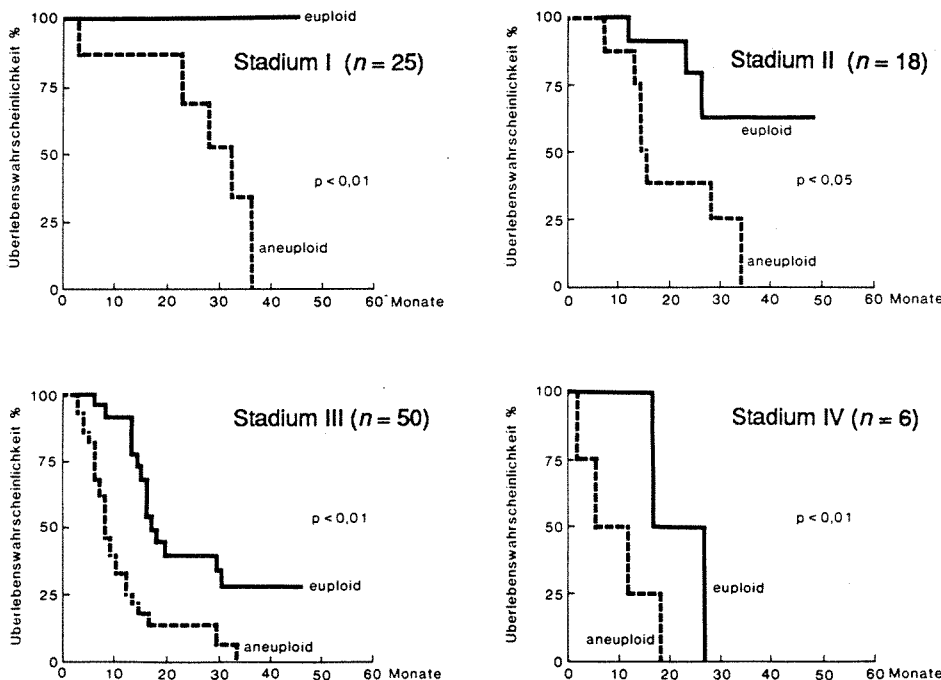 Überlebenswahrscheinlichkeit %
100
75
50
25
0
Stadium I (n = 25)
p < 0,01
euploid
aneuploid
0 10 20 30 40 50 60 Monate
Überlebenswahrscheinlichkeit %
100
75
50
25
0
Stadium II (n = 18)
euploid
p < 0,05
aneuploid
0 10 20 30 40 50 60 Monate
Überlebenswahrscheinlichkeit %
100
75
50
25
0
Stadium III (n = 50)
p < 0,01
euploid
aneuploid
0 10 20 30 40 50 60 Monate
Überlebenswahrscheinlichkeit %
100
75
50
25
0
Stadium IV (n = 6)
p < 0,01
euploid
aneuploid
0 10 20 30 40 50 60 Monate